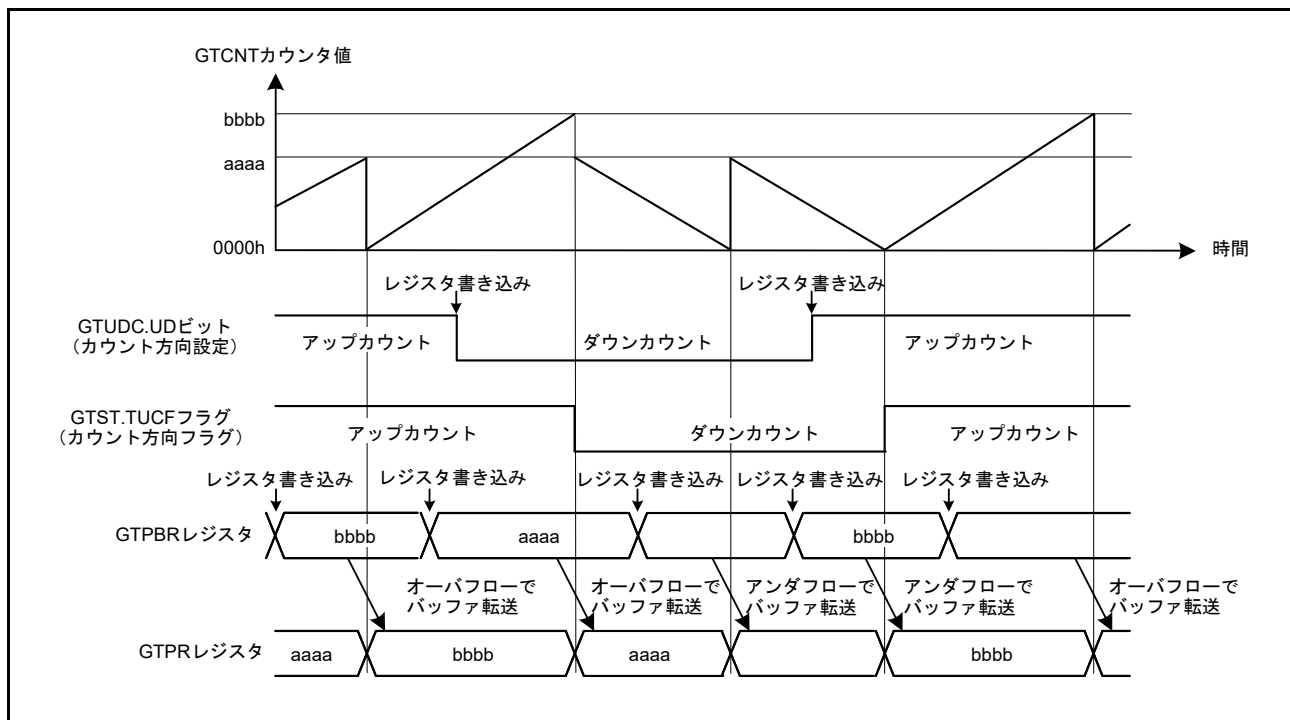 GTCNTカウンタ値
bbbb
aaaa
0000h
時間
レジスタ書き込み
レジスタ書き込み
GTUDC.UDビット
（カウント方向設定）
アップカウント
ダウンカウント
アップカウント
GTST.TUCFフラグ
（カウント方向フラグ）
アップカウント
ダウンカウント
アップカウント
レジスタ書き込み
レジスタ書き込み
レジスタ書き込み
レジスタ書き込み
レジスタ書き込み
GTPBRレジスタ
bbbb
aaaa
bbbb
オーバフローで
バッファ転送
オーバフローで
バッファ転送
アンダフローで
バッファ転送
アンダフローで
バッファ転送
オーバフローで
バッファ転送
GTPRレジスタ
aaaa
bbbb
aaaa
bbbb